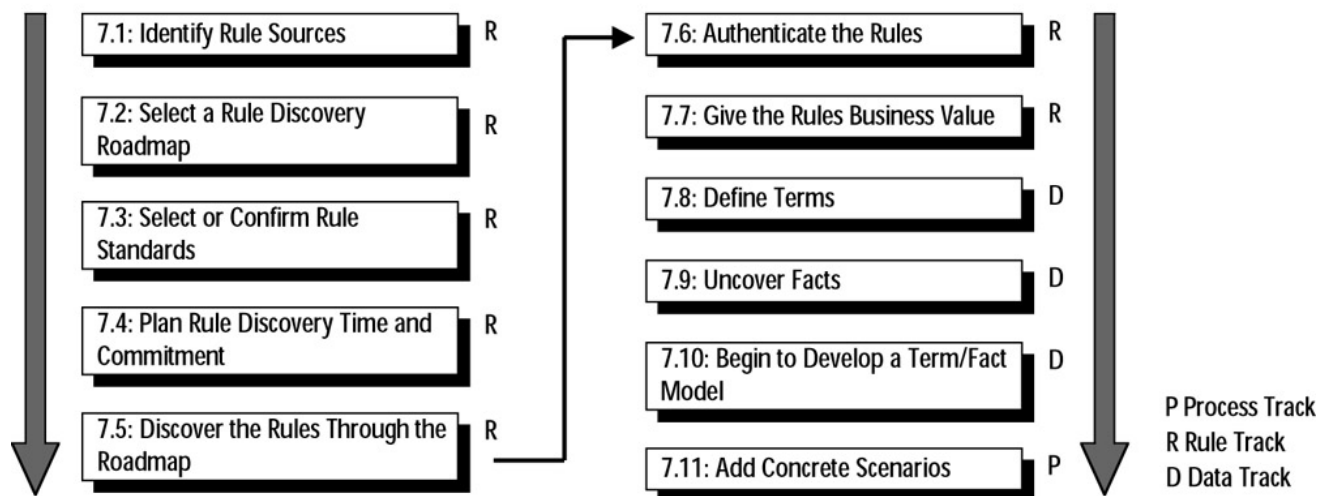 7.1: Identify Rule Sources
R
7.2: Select a Rule Discovery
Roadmap
R
7.3: Select or Confirm Rule
Standards
R
7.4: Plan Rule Discovery Time and
Commitment
R
7.5: Discover the Rules Through the
Roadmap
R
7.6: Authenticate the Rules
R
7.7: Give the Rules Business Value
R
7.8: Define Terms
D
7.9: Uncover Facts
D
7.10: Begin to Develop a Term/Fact
Model
D
7.11: Add Concrete Scenarios
P
P Process Track
R Rule Track
D Data Track